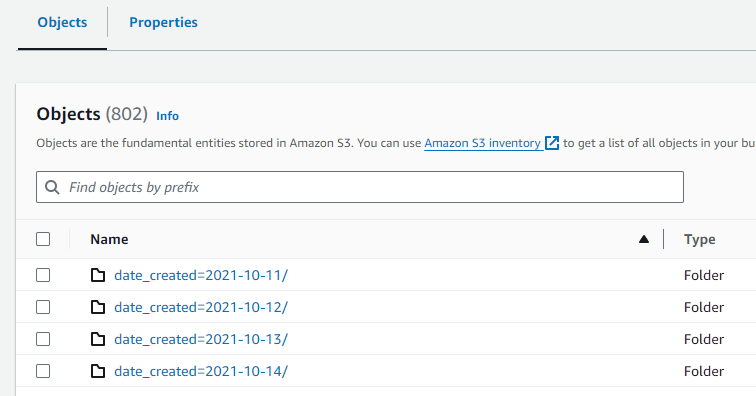 Objects Properties
Objects (802) Info
Objects are the fundamental entities stored in Amazon S3. You can use Amazon S3 inventory to get a list of all objects in your bu
Find objects by prefix
Name Type
date_created=2021-10-11/ Folder
date_created=2021-10-12/ Folder
date_created=2021-10-13/ Folder
date_created=2021-10-14/ Folder